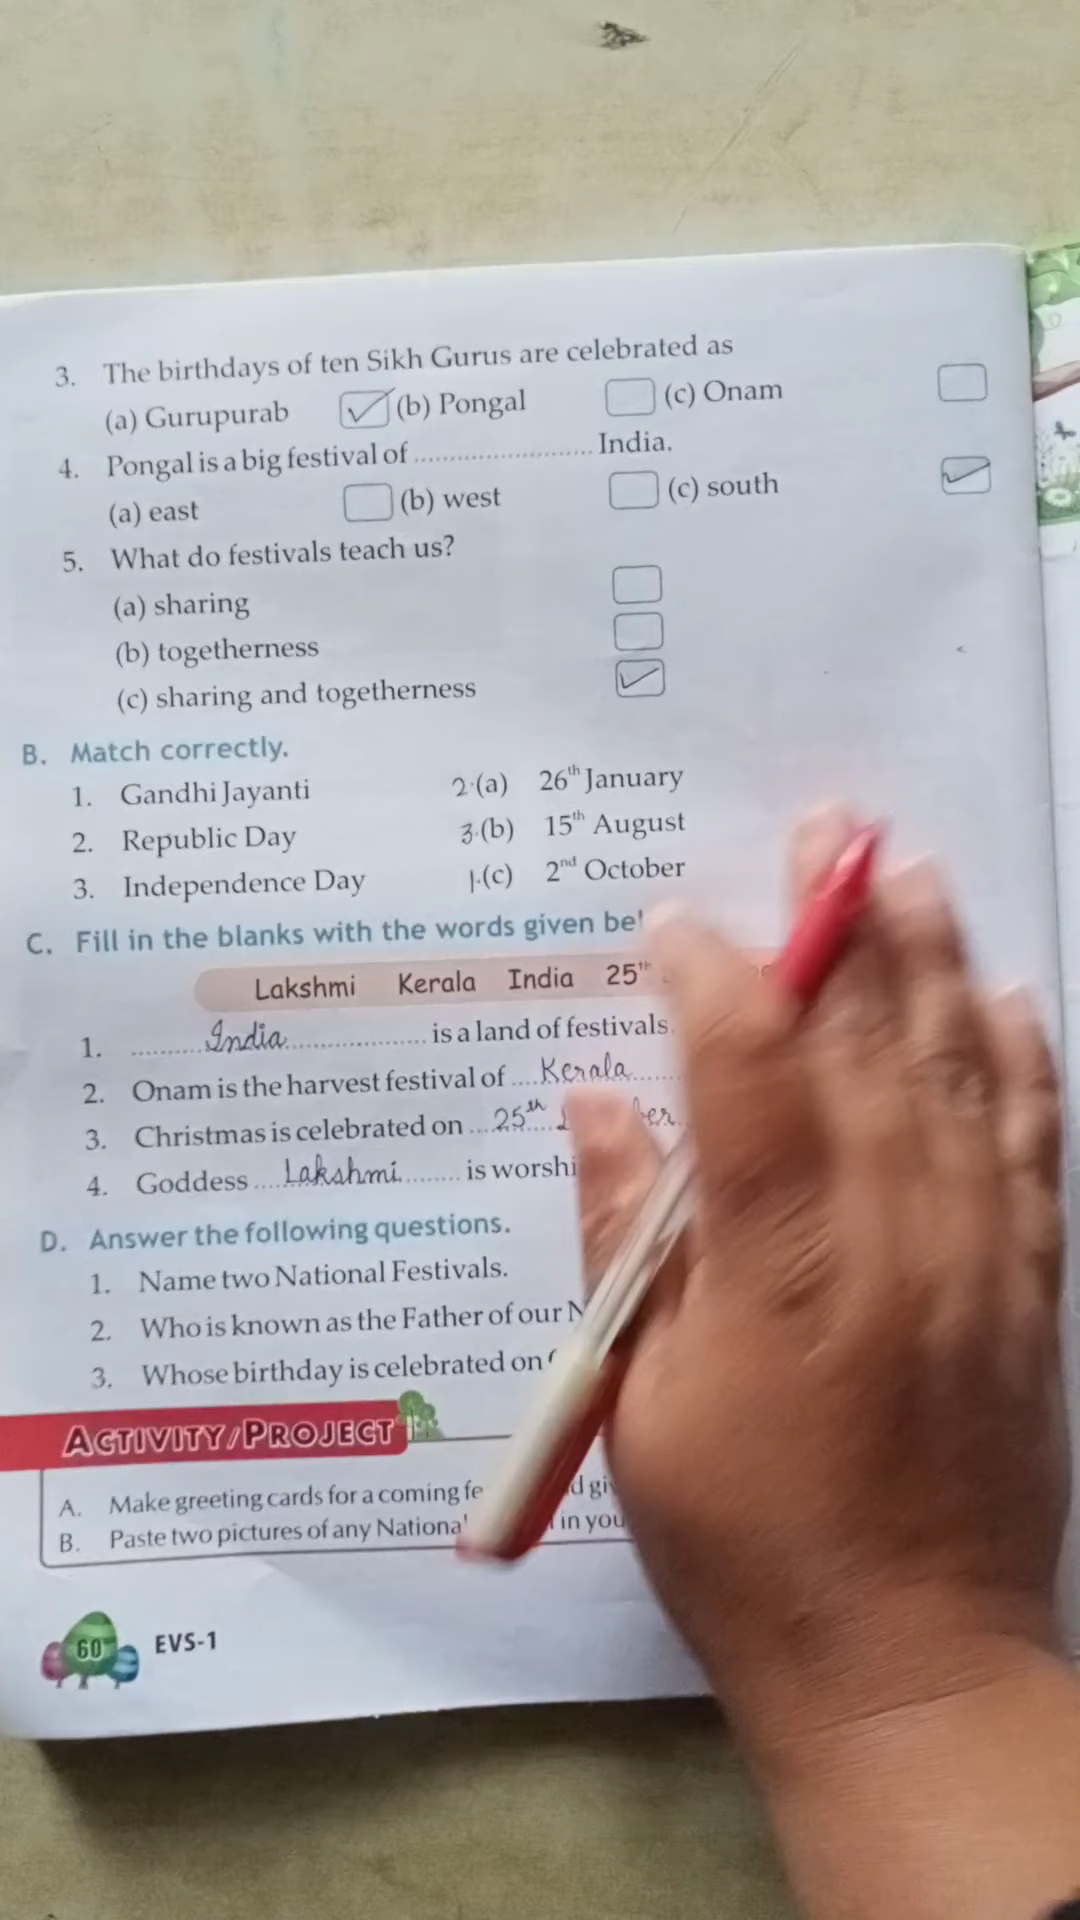 3. The birthdays of ten Sikh Gurus are celebrated as
(a) Gurupurab (b) Pongal (c) Onam
4. Pongal is a big festival of ........................ India.
(a) east (b) west (c) south
5. What do festivals teach us?
(a) sharing
(b) togetherness
(c) sharing and togetherness
B. Match correctly.
1. Gandhi Jayanti 2.(a) 26th January
2. Republic Day 3.(b) 15th August
3. Independence Day 1.(c) 2nd October
C. Fill in the blanks with the words given
Lakshmi Kerala India 25th
1. ..........India.................... is a land of festivals.
2. Onam is the harvest festival of ....Kerala.......
3. Christmas is celebrated on ...25th
4. Goddess ....Lakshmi........ is
D. Answer the following questions.
1. Name two National Festivals.
2. Who is known as the Father of our
3. Whose birthday is celebrated on
ACTIVITY/PROJECT
A. Make greeting cards for a coming
B. Paste two pictures of any in
60 EVS-1